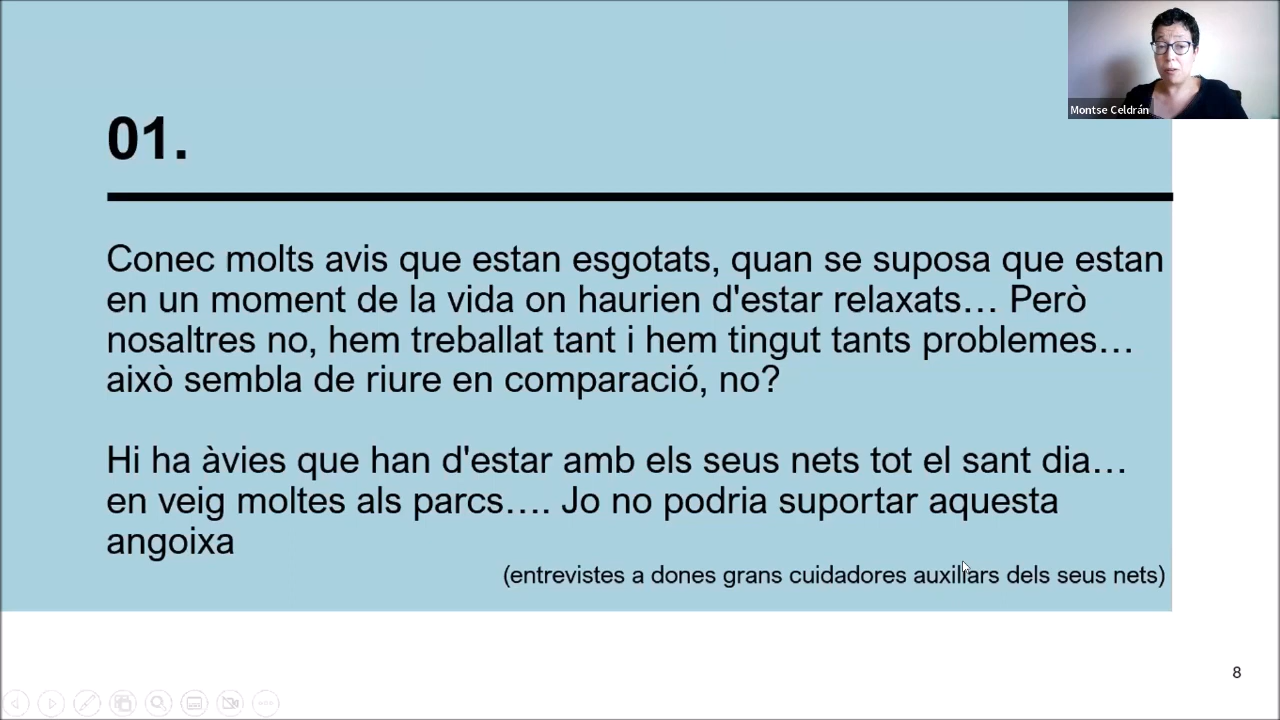 Montse Celdrán
01.
Conec molts avis que estan esgotats, quan se suposa que estan
en un moment de la vida on haurien d'estar relaxats… Però
nosaltres no, hem treballat tant i hem tingut tants problemes…
això sembla de riure en comparació, no?
Hi ha àvies que han d'estar amb els seus nets tot el sant dia…
en veig moltes als parcs…. Jo no podria suportar aquesta
angoixa
(entrevistes a dones grans cuidadores auxiliars dels seus nets)
8